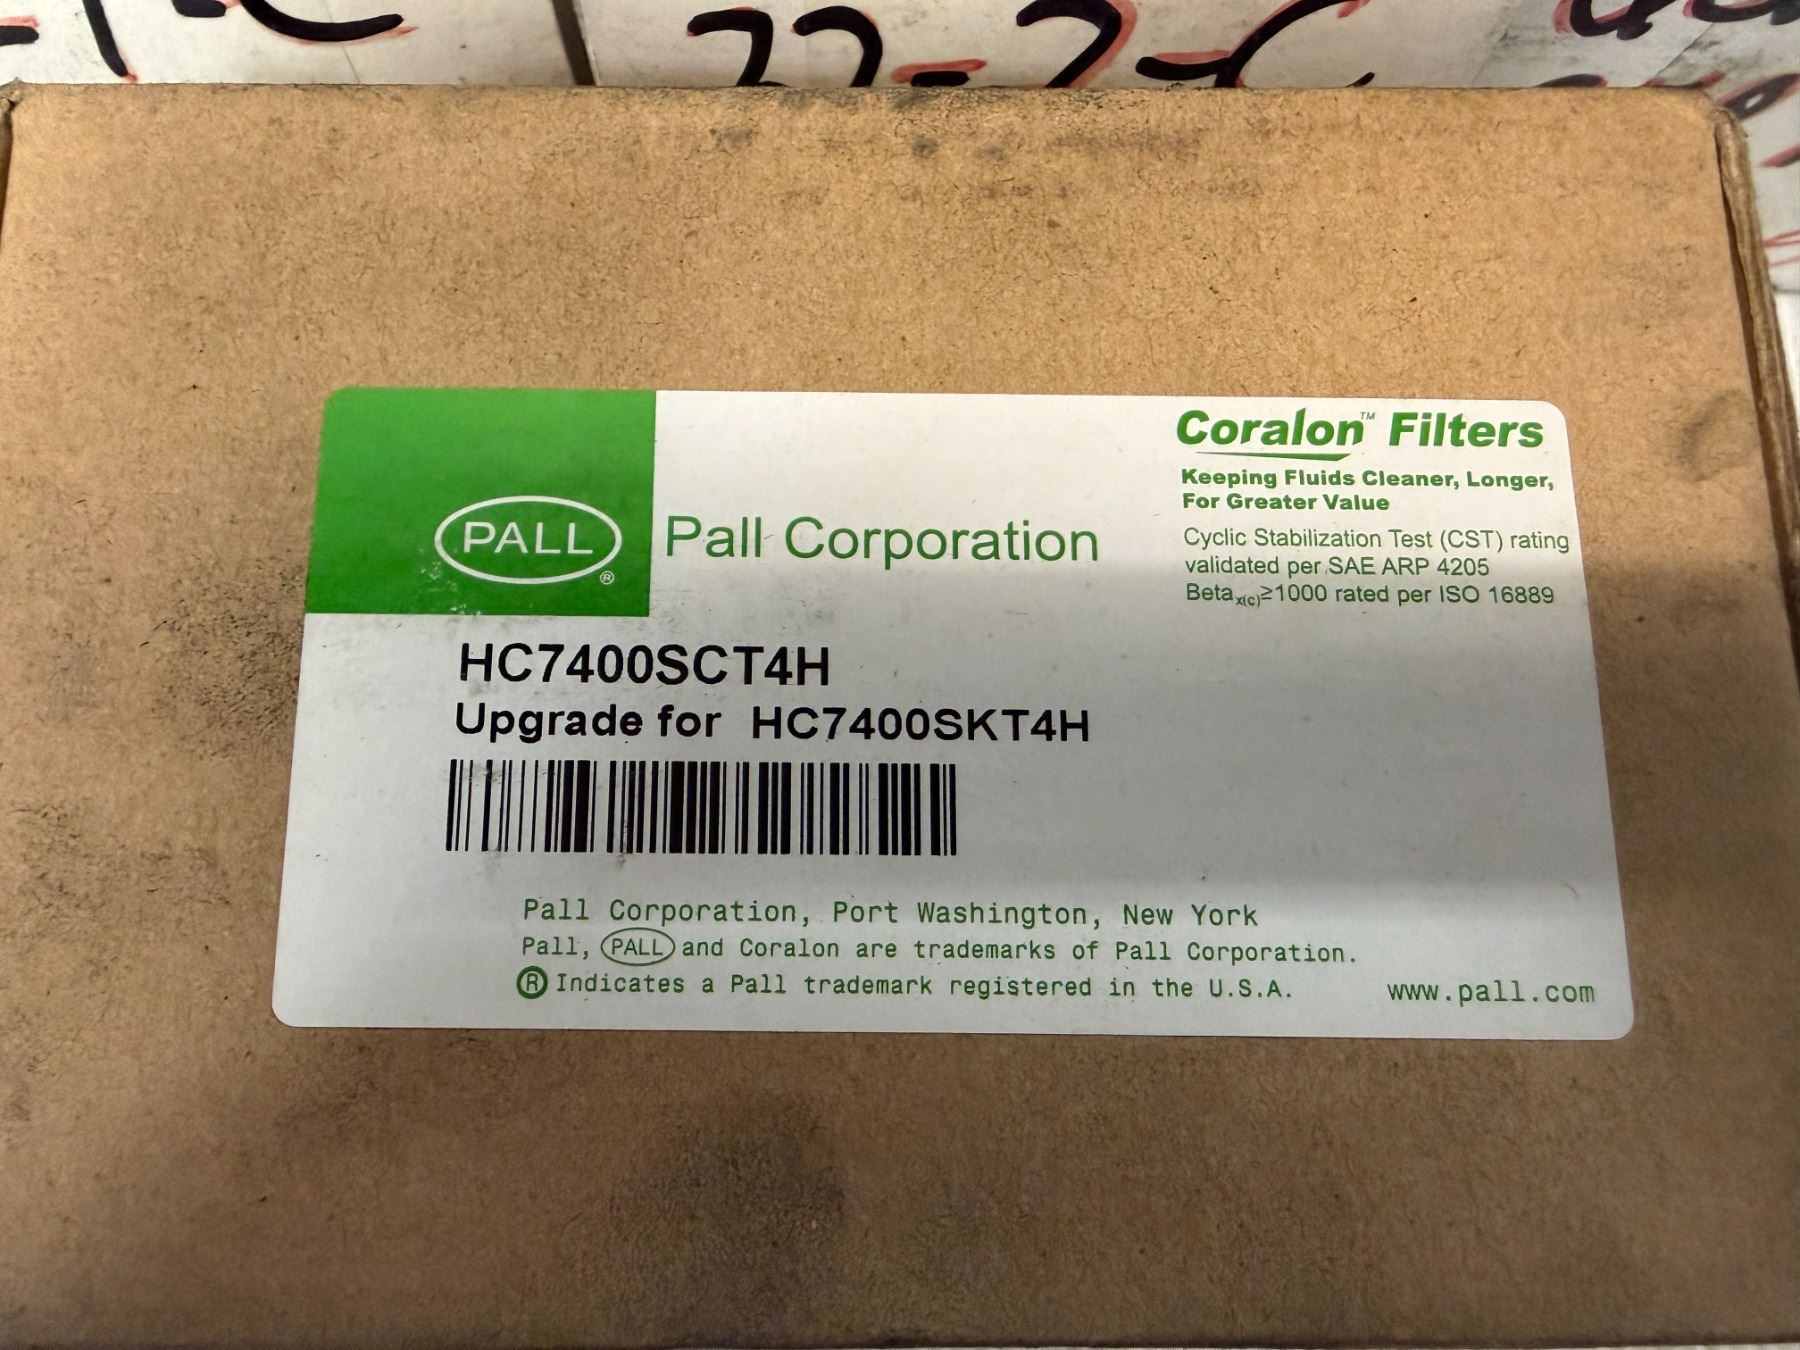 22-2-C
Coralon™ Filters
Keeping Fluids Cleaner, Longer,
For Greater Value
Cyclic Stabilization Test (CST) rating
validated per SAE ARP 4205
Betax(c)≥1000 rated per ISO 16889
PALL®
Pall Corporation
HC7400SCT4H
Upgrade for HC7400SKT4H
Pall Corporation, Port Washington, New York
Pall, PALL and Coralon are trademarks of Pall Corporation.
® Indicates a Pall trademark registered in the U.S.A.
www.pall.com